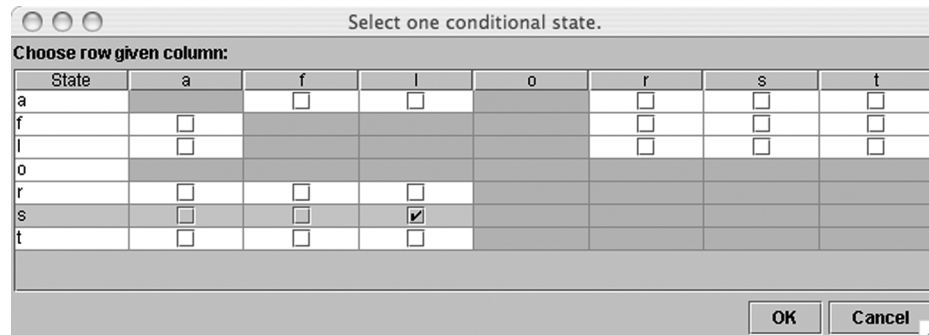 Select one conditional state.
Choose row given column:
State a f l o r s t
a
f
l
o
r
s
t
OK Cancel